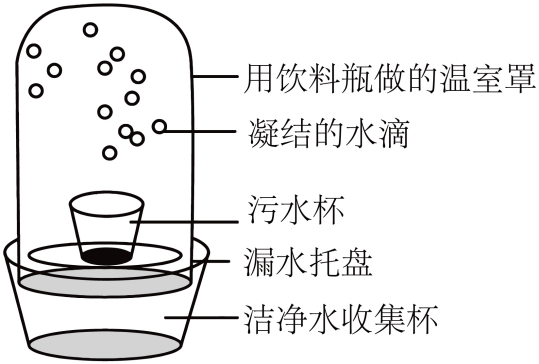 用饮料瓶做的温室罩
凝结的水滴
污水杯
漏水托盘
洁净水收集杯